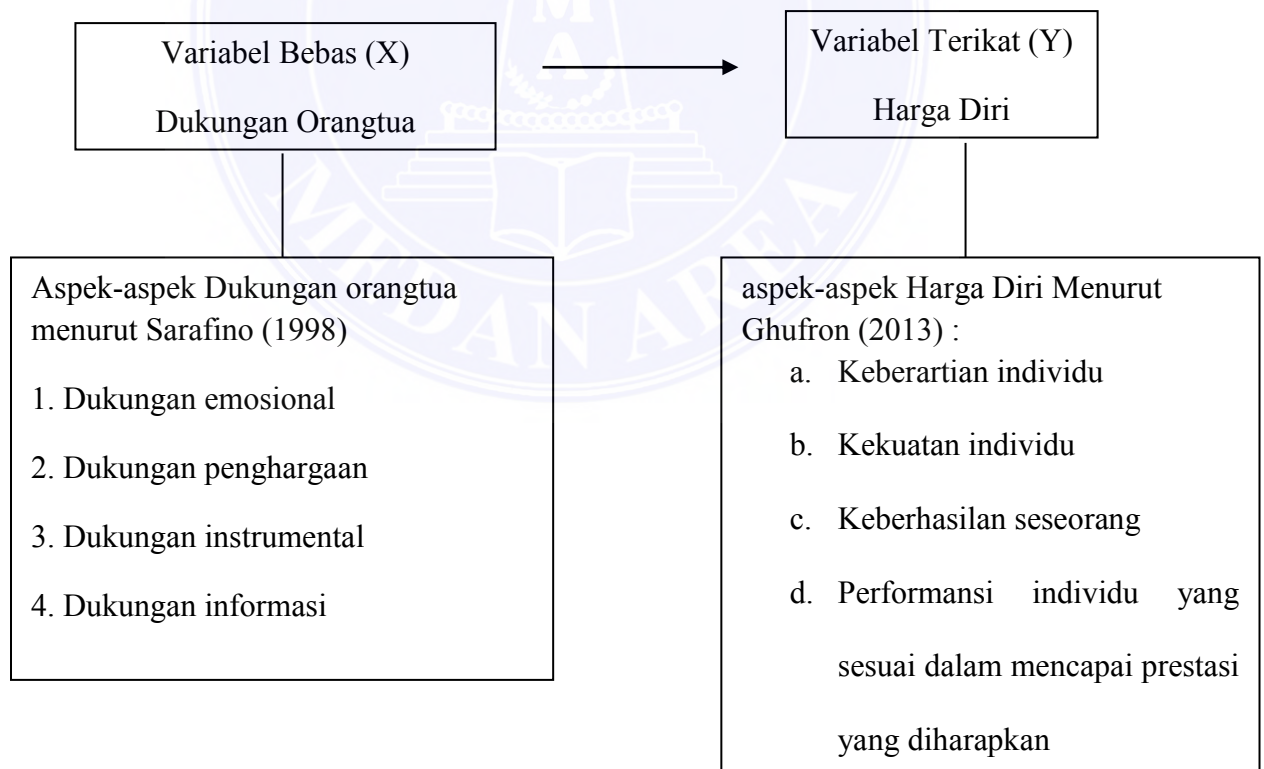 Variabel Bebas (X)
Dukungan Orangtua
Variabel Terikat (Y)
Harga Diri
Aspek-aspek Dukungan orangtua
menurut Sarafino (1998)
1. Dukungan emosional
2. Dukungan penghargaan
3. Dukungan instrumental
4. Dukungan informasi
aspek-aspek Harga Diri Menurut
Ghufron (2013) :
a. Keberartian individu
b. Kekuatan individu
c. Keberhasilan seseorang
d. Performansi individu yang
sesuai dalam mencapai prestasi
yang diharapkan
M
A
MEDAN AREA